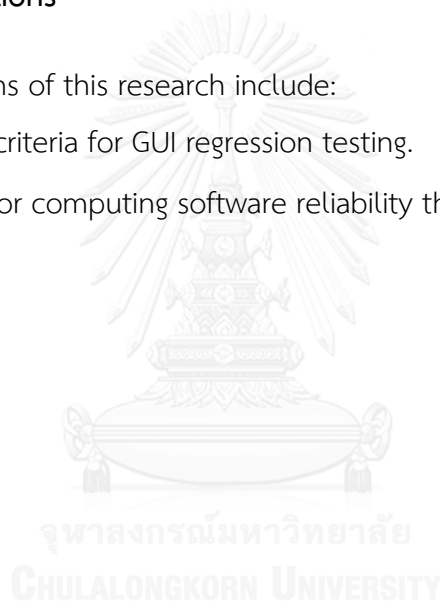 ns of this research include:
criteria for GUI regression testing.
or computing software reliability th
จุฬาลงกรณ์มหาวิทยาลัย
CHULALONGKORN UNIVERSITY